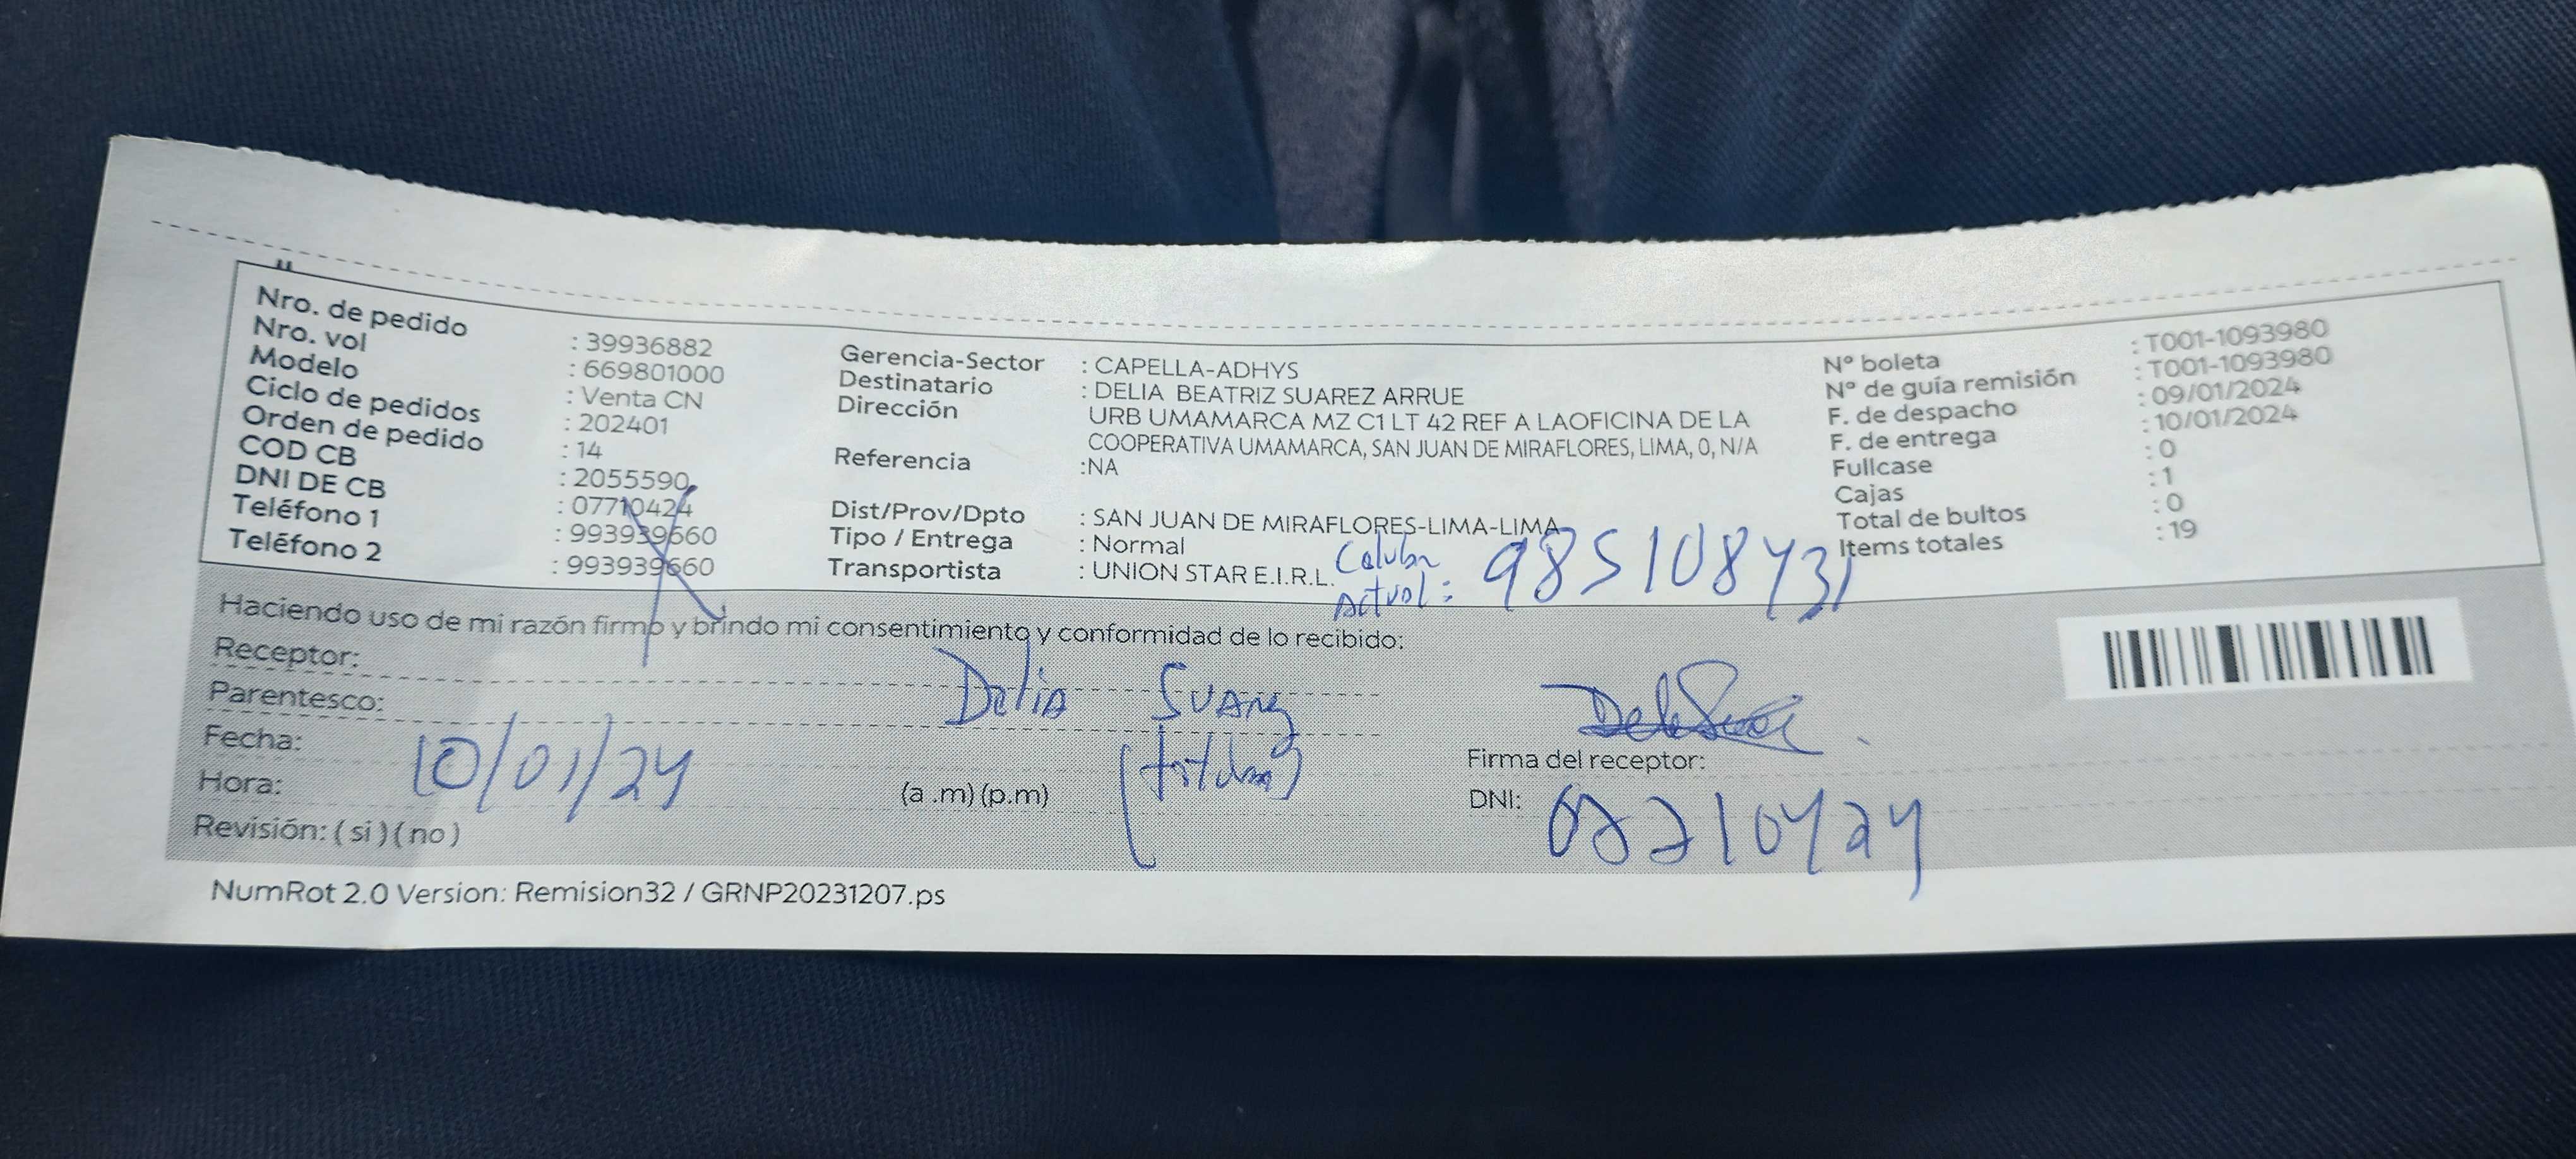 Nro. de pedido : 39936882
Nro. vol : 669801000
Modelo : Venta CN
Ciclo de pedidos : 202401
Orden de pedido : 14
COD CB : 2055590
DNI DE CB : 07710424
Teléfono 1 : 993939660
Teléfono 2 : 993939660
Gerencia-Sector : CAPELLA-ADHYS
Destinatario : DELIA BEATRIZ SUAREZ ARRUE
Dirección URB UMAMARCA MZ C1 LT 42 REF A LAOFICINA DE LA
COOPERATIVA UMAMARCA, SAN JUAN DE MIRAFLORES, LIMA, 0, N/A
Referencia :NA
Dist/Prov/Dpto : SAN JUAN DE MIRAFLORES-LIMA-LIMA
Tipo / Entrega : Normal
Transportista : UNION STAR E.I.R.L.
Celular
Actual : 985108431
N° boleta : T001-1093980
N° de guía remisión : T001-1093980
F. de despacho : 09/01/2024
F. de entrega : 10/01/2024
Fullcase : 0
Cajas : 1
Total de bultos : 0
Items totales : 19
Haciendo uso de mi razón firmo y brindo mi consentimiento y conformidad de lo recibido:
Receptor: Delia Suarez
Parentesco: (titular)
Fecha: 10/01/24
Hora: (a .m) (p.m)
Revisión: ( si ) ( no )
Firma del receptor:
DNI: 07710424
NumRot 2.0 Version: Remision32 / GRNP20231207.ps